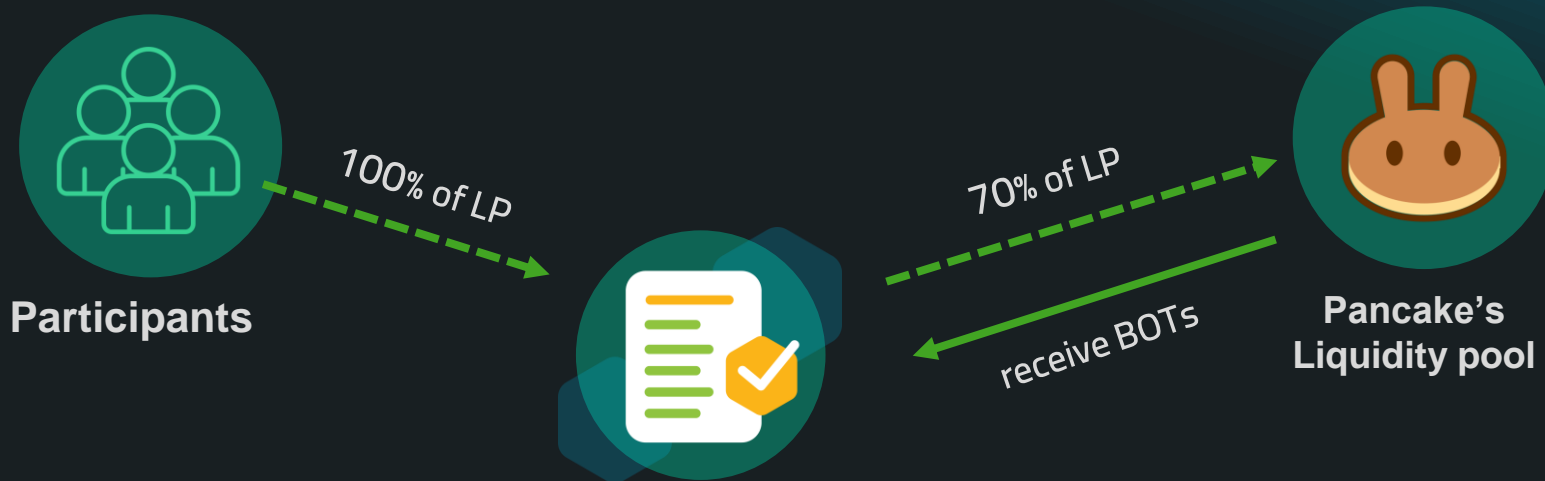 100% of LP
70% of LP
Participants
Pancake’s
Liquidity pool
receive BOTs